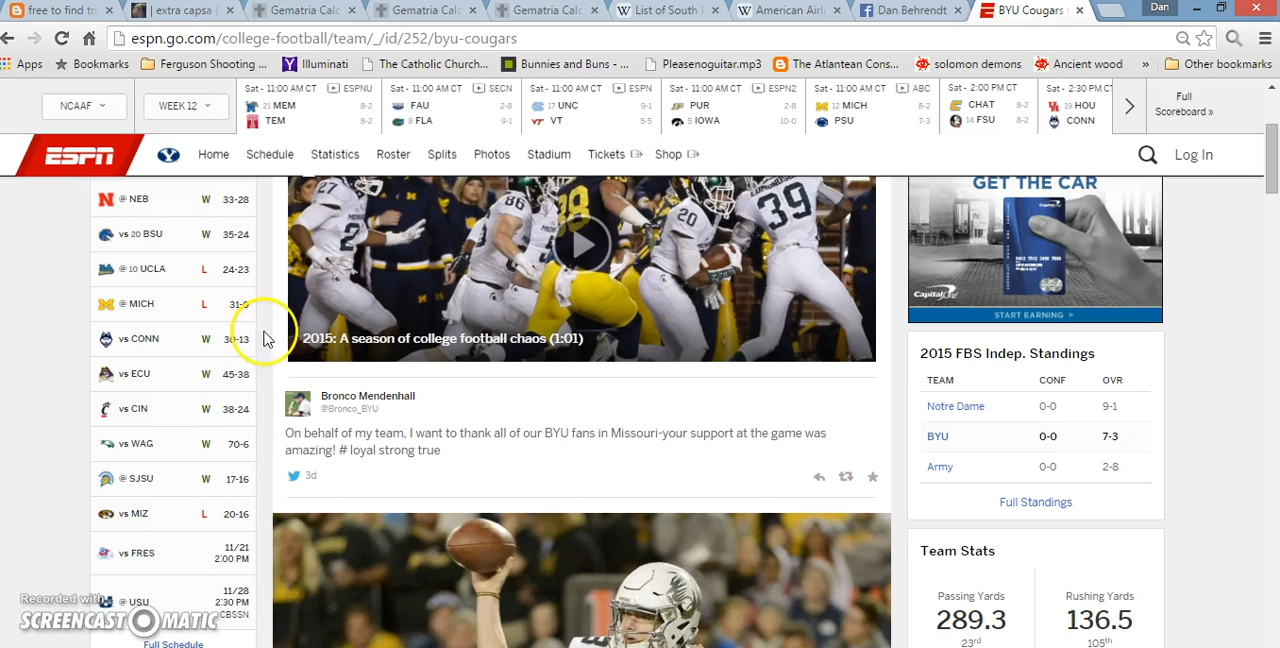 free to find tru
| extra capsa (
Gematria Calc
Gematria Calc
Gematria Calc
List of South
American Airl
Dan Behrendt
BYU Cougars
Dan
espn.go.com/college-football/team/_/id/252/byu-cougars
Apps
Bookmarks
Ferguson Shooting ...
Illuminati
The Catholic Church...
Bunnies and Buns - ...
Pleasenoguitar.mp3
The Atlantean Cons...
solomon demons
Ancient wood
»
Other bookmarks
NCAAF
WEEK 12
Sat - 11:00 AM CT ESPNU
21 MEM 8-2
TEM 8-2
Sat - 11:00 AM CT SECN
FAU 2-8
8 FLA 9-1
Sat - 11:00 AM CT ESPN
17 UNC 9-1
VT 5-5
Sat - 11:00 AM CT ESPN2
PUR 2-8
5 IOWA 10-0
Sat - 11:00 AM CT ABC
12 MICH 8-2
PSU 7-3
Sat - 2:00 PM CT
CHAT 8-2
14 FSU 8-2
Sat - 2:30 PM CT
19 HOU
CONN
Full
Scoreboard »
ESPN
Home
Schedule
Statistics
Roster
Splits
Photos
Stadium
Tickets
Shop
Log In
@ NEB W 33-28
vs 20 BSU W 35-24
@ 10 UCLA L 24-23
@ MICH L 31-
vs CONN W 30-13
vs ECU W 45-38
vs CIN W 38-24
vs WAG W 70-6
@ SJSU W 17-16
vs MIZ L 20-16
vs FRES 11/21
2:00 PM
@ USU 11/28
2:30 PM
CBSSN
Full Schedule
27
2
86
38
20
39
2015: A season of college football chaos (1:01)
Bronco Mendenhall
@Bronco_BYU
On behalf of my team, I want to thank all of our BYU fans in Missouri-your support at the game was
amazing! # loyal strong true
3d
GET THE CAR
Capital One
START EARNING >
2015 FBS Indep. Standings
TEAM CONF OVR
Notre Dame 0-0 9-1
BYU 0-0 7-3
Army 0-0 2-8
Full Standings
Team Stats
Passing Yards
289.3
23rd
Rushing Yards
136.5
105th
Recorded with
SCREENCAST-O-MATIC